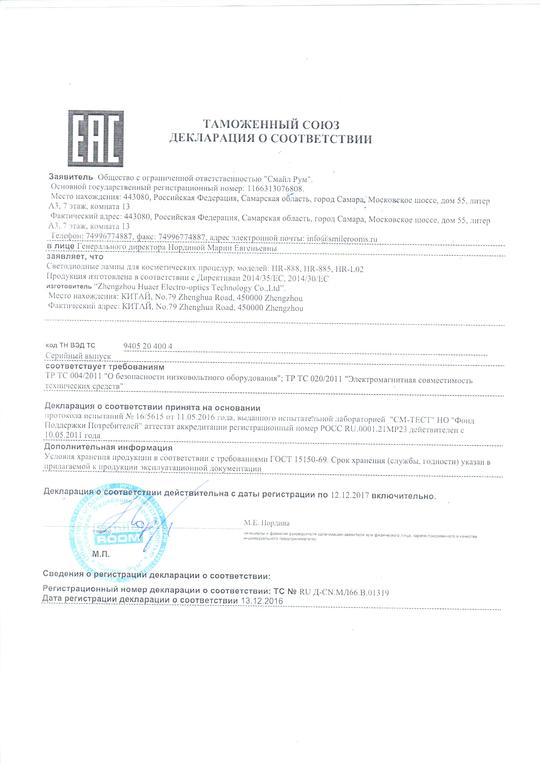 EAC
ТАМОЖЕННЫЙ СОЮЗ
ДЕКЛАРАЦИЯ О СООТВЕТСТВИИ
Заявитель Общество с ограниченной ответственностью "Смайл Рум".
Основной государственный регистрационный номер: 1166313076808.
Место нахождения: 443080, Российская Федерация, Самарская область, город Самара, Московское шоссе, дом 55, литер
А3, 7 этаж, комната 13
Фактический адрес: 443080, Российская Федерация, Самарская область, город Самара, Московское шоссе, дом 55, литер
А3, 7 этаж, комната 13
Телефон: 74996774887, факс: 74996774887, адрес электронной почты: info@smilerooms.ru
в лице Генерального директора Нординой Марии Евгеньевны
заявляет, что
Светодиодные лампы для косметических процедур, моделей: HR-888, HR-885, HR-L02
Продукция изготовлена в соответствии с Директиван 2014/35/EC, 2014/30/EC
изготовитель "Zhengzhou Huaer Electro-optics Technology Co.,Ltd".
Место нахождения: КИТАЙ, No.79 Zhenghua Road, 450000 Zhengzhou
Фактический адрес: КИТАЙ, No.79 Zhenghua Road, 450000 Zhengzhou
код ТН ВЭД ТС 9405 20 400 4
Серийный выпуск
соответствует требованиям
ТР ТС 004/2011 "О безопасности низковольтного оборудования"; ТР ТС 020/2011 "Электромагнитная совместимость
технических средств"
Декларация о соответствии принята на основании
протокола испытаний № 16/5615 от 11.05.2016 года, выданного испытательной лабораторией "СМ-ТЕСТ" НО "Фонд
Поддержки Потребителей" аттестат аккредитации регистрационный номер РОСС RU.0001.21МР23 действителен с
10.05.2011 года
Дополнительная информация
Условия хранения продукции в соответствии с требованиями ГОСТ 15150-69. Срок хранения (службы, годности) указан в
прилагаемой к продукции эксплуатационной документации
Декларация о соответствии действительна с даты регистрации по 12.12.2017 включительно.
М.Е. Нордина
ROOM
М.П.
Сведения о регистрации декларации о соответствии:
Регистрационный номер декларации о соответствии: ТС № RU Д-CN.МЛ66.В.01319
Дата регистрации декларации о соответствии 13.12.2016